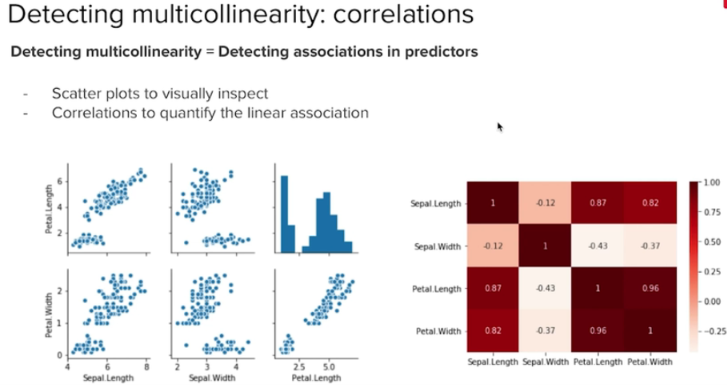 Detecting multicollinearity: correlations
Detecting multicollinearity = Detecting associations in predictors
- Scatter plots to visually inspect
- Correlations to quantify the linear association
Petal.Length
6
4
2
Petal.Width
2
1
0
4 6 8
Sepal.Length
2 3 4
Sepal.Width
2.5 5.0
Petal.Length
Sepal.Length 1 -0.12 0.87 0.82
Sepal.Width -0.12 1 -0.43 -0.37
Petal.Length 0.87 -0.43 1 0.96
Petal.Width 0.82 -0.37 0.96 1
Sepal.Length Sepal.Width Petal.Length Petal.Width
1.00
0.75
0.50
0.25
0.00
-0.25